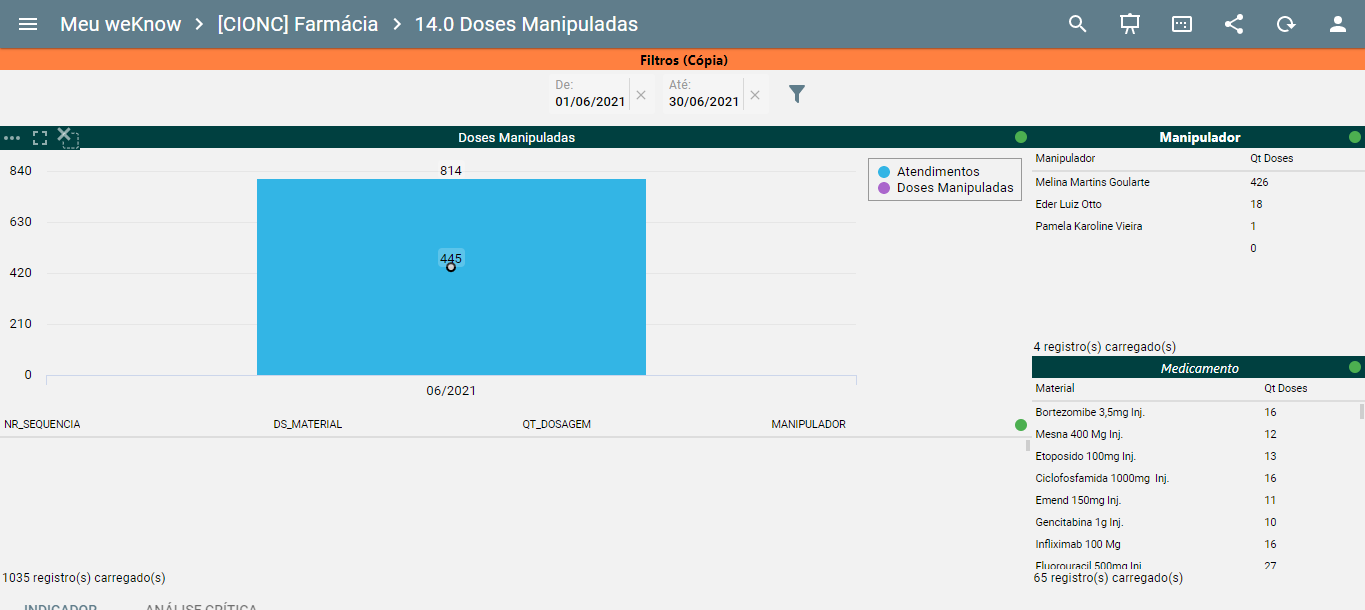 Meu weKnow > [CIONC] Farmácia > 14.0 Doses Manipuladas
Filtros (Cópia)
De: 01/06/2021
Até: 30/06/2021
Doses Manipuladas
840
630
420
210
0
814
445
06/2021
Atendimentos
Doses Manipuladas
NR_SEQUENCIA DS_MATERIAL QT_DOSAGEM MANIPULADOR
1035 registro(s) carregado(s)
INDICADOR ANÁLISE CRÍTICA
Manipulador
Manipulador Qt Doses
Melina Martins Goularte 426
Eder Luiz Otto 18
Pamela Karoline Vieira 1
0
4 registro(s) carregado(s)
Medicamento
Material Qt Doses
Bortezomibe 3,5mg Inj. 16
Mesna 400 Mg Inj. 12
Etoposido 100mg Inj. 13
Ciclofosfamida 1000mg Inj. 16
Emend 150mg Inj. 11
Gencitabina 1g Inj. 10
Infliximab 100 Mg 16
Fluorouracil 500mg Inj. 27
65 registro(s) carregado(s)